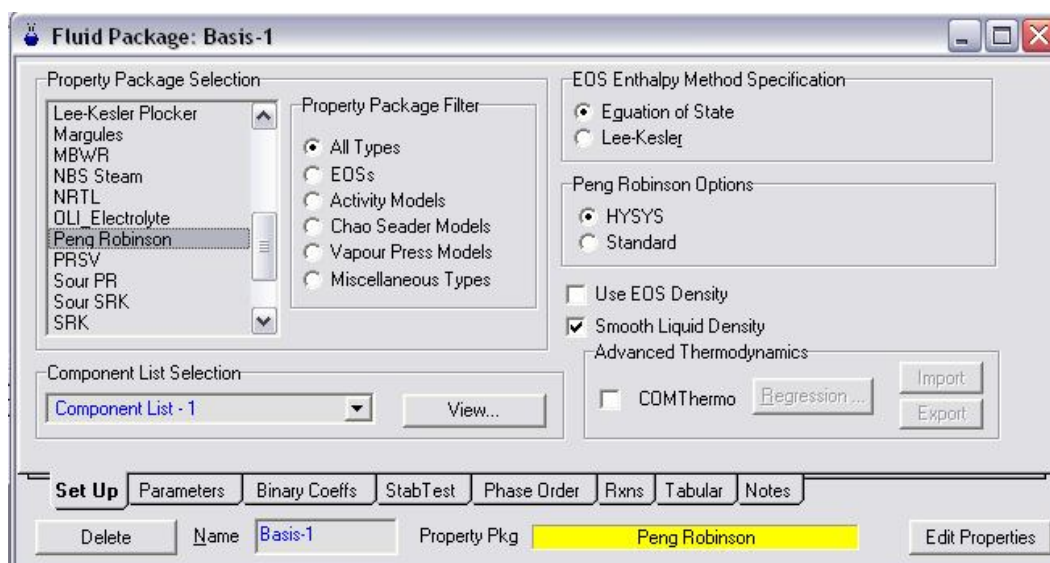 Fluid Package: Basis-1
Property Package Selection
Lee-Kesler Plocker
Margules
MBWR
NBS Steam
NRTL
OLI_Electrolyte
Peng Robinson
PRSV
Sour PR
Sour SRK
SRK
Property Package Filter
All Types
EOSs
Activity Models
Chao Seader Models
Vapour Press Models
Miscellaneous Types
EOS Enthalpy Method Specification
Equation of State
Lee-Kesler
Peng Robinson Options
HYSYS
Standard
Use EOS Density
Smooth Liquid Density
Component List Selection
Component List - 1
View...
Advanced Thermodynamics
COMThermo
Regression ...
Import
Export
Set Up Parameters Binary Coeffs StabTest Phase Order Rxns Tabular Notes
Delete Name Basis-1 Property Pkg Peng Robinson Edit Properties